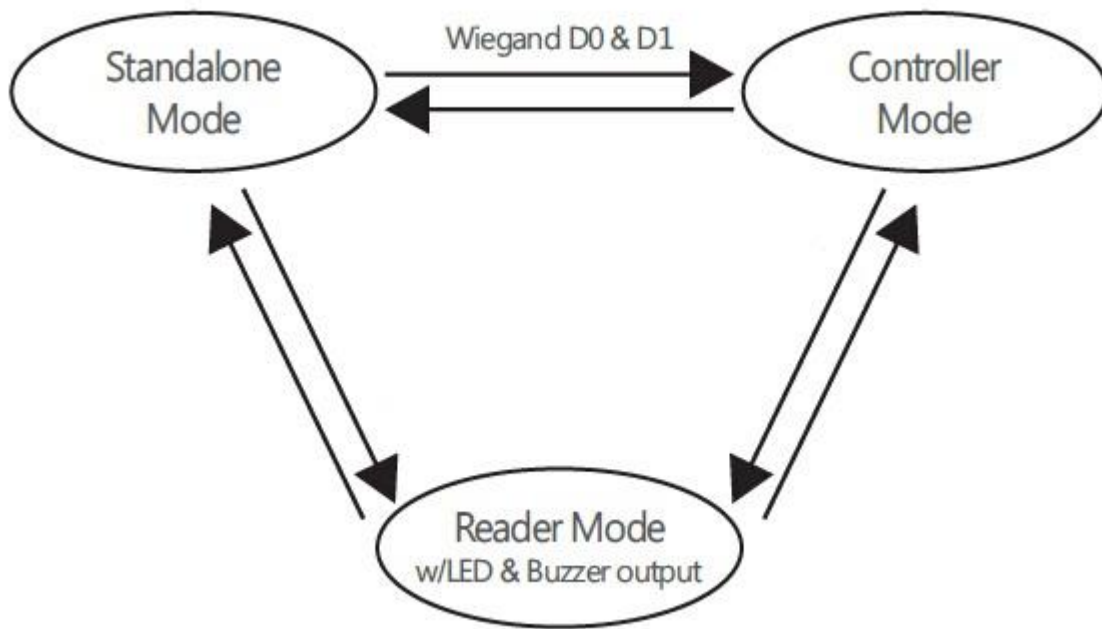 Wiegand D0 & D1
Standalone
Mode
Controller
Mode
Reader Mode
w/LED & Buzzer output